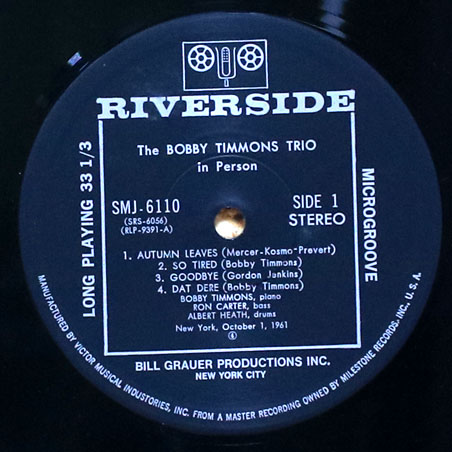 RIVERSIDE
The BOBBY TIMMONS TRIO
in Person
SMJ-6110
(SRS-6056)
(RLP-9391-A)
SIDE 1
STEREO
1. AUTUMN LEAVES (Mercer-Kosmo-Prevert)
2. SO TIRED (Bobby Timmons)
3. GOODBYE (Gordon Jenkins)
4. DAT DERE (Bobby Timmons)
BOBBY TIMMONS, piano
RON CARTER, bass
ALBERT HEATH, drums
New York, October 1, 1961
BILL GRAUER PRODUCTIONS INC.
NEW YORK CITY
LONG PLAYING 33 1/3
MICROGROOVE
MANUFACTURED BY VICTOR MUSICAL INDUSTORIES, INC. FROM A MASTER RECORDING OWNED BY MILESTONE RECORDS, INC., U.S.A.